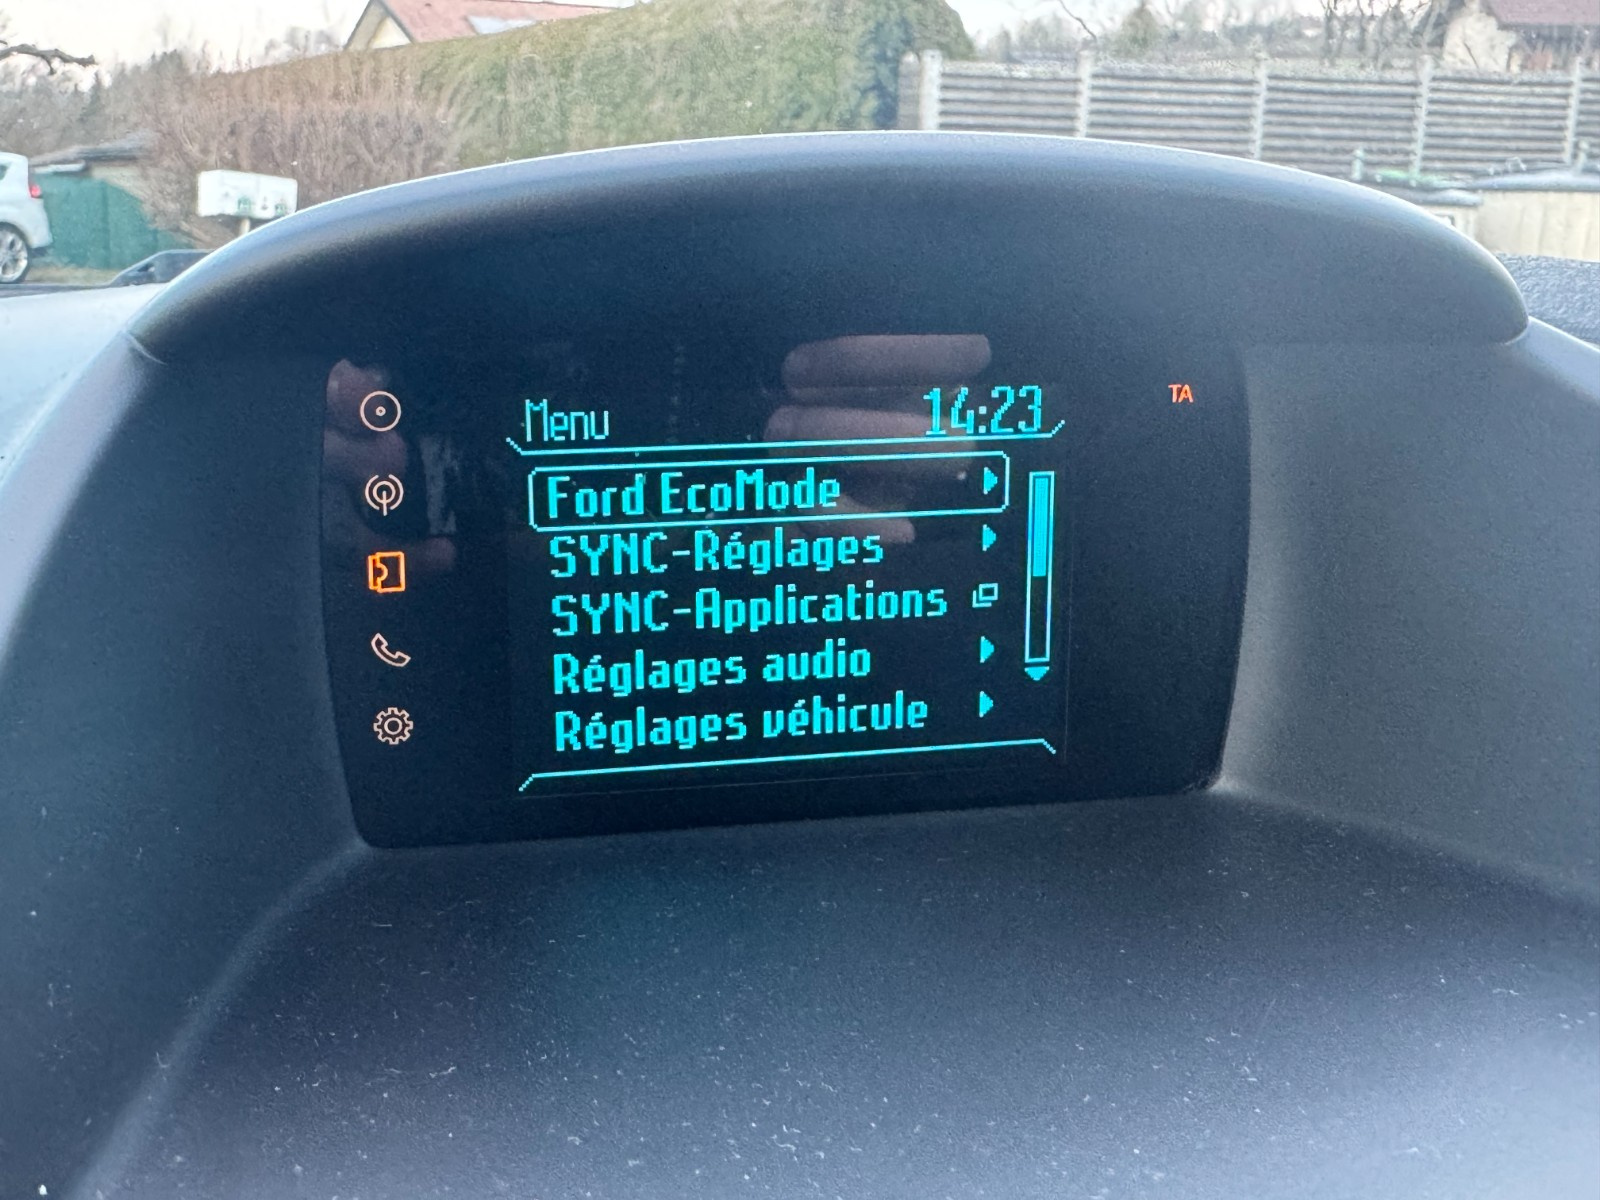 Menu 14:23
TA
Ford EcoMode
SYNC-Réglages
SYNC-Applications
Réglages audio
Réglages véhicule